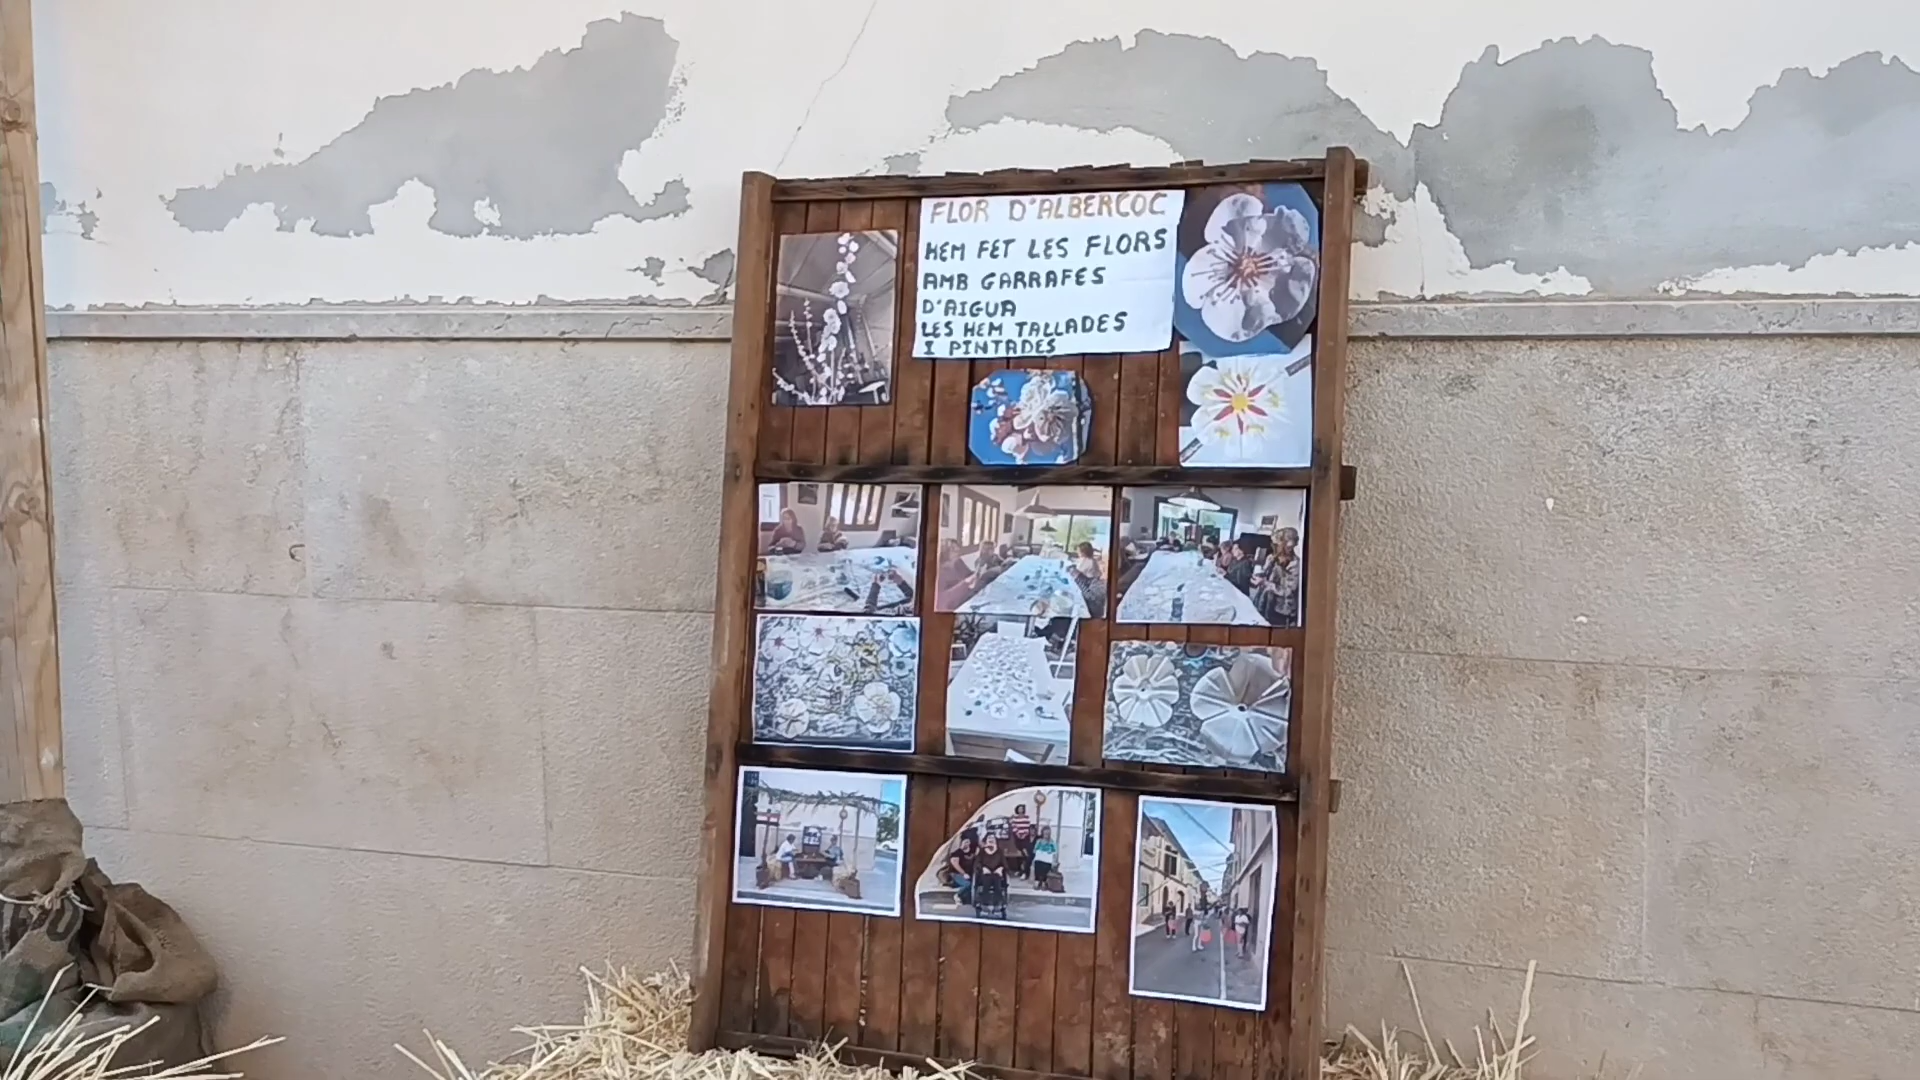 FLOR D'ALBERCOC
HEM FET LES FLORS
AMB GARRAFES
D'AIGUA
LES HEM TALLADES
I PINTADES